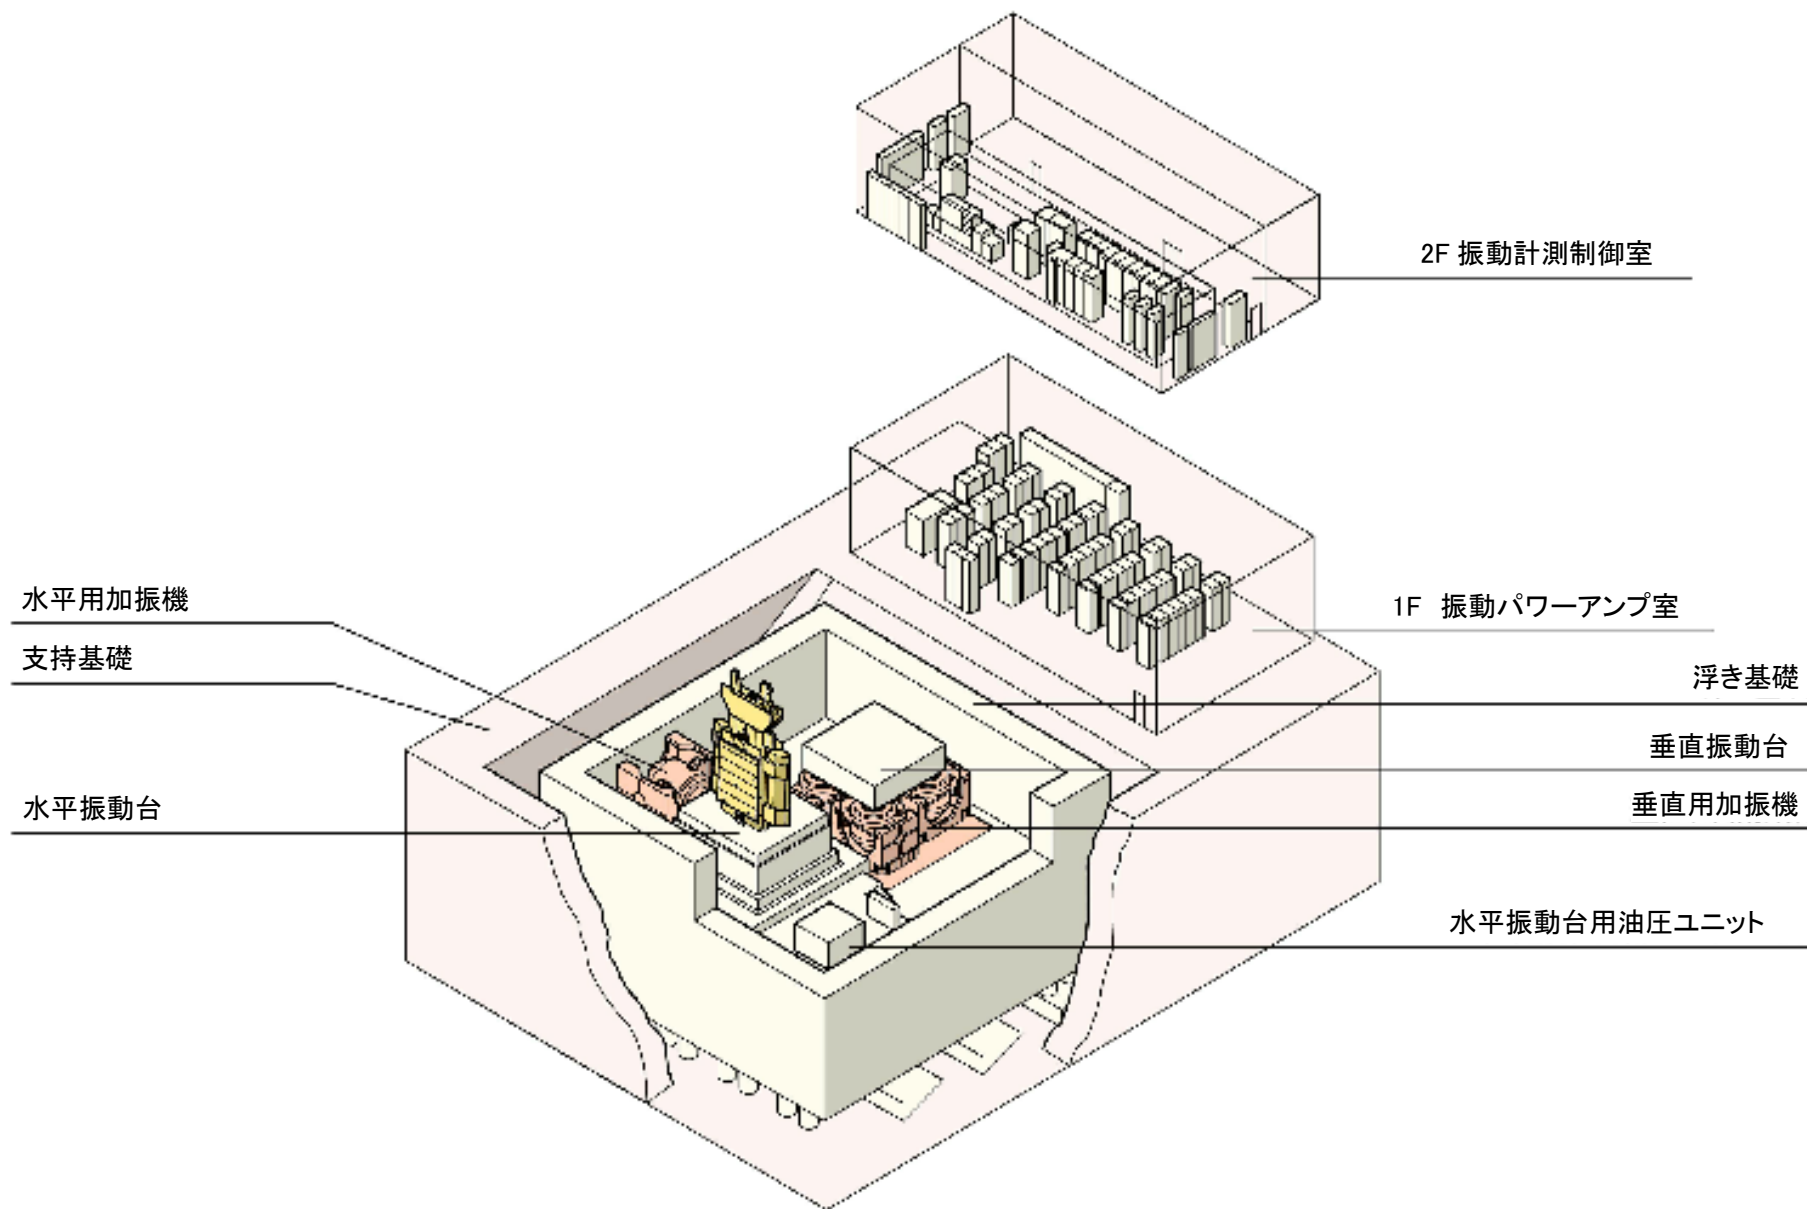 2F 振動計測制御室
水平用加振機
1F 振動パワーアンプ室
支持基礎
浮き基礎
垂直振動台
水平振動台
垂直用加振機
水平振動台用油圧ユニット